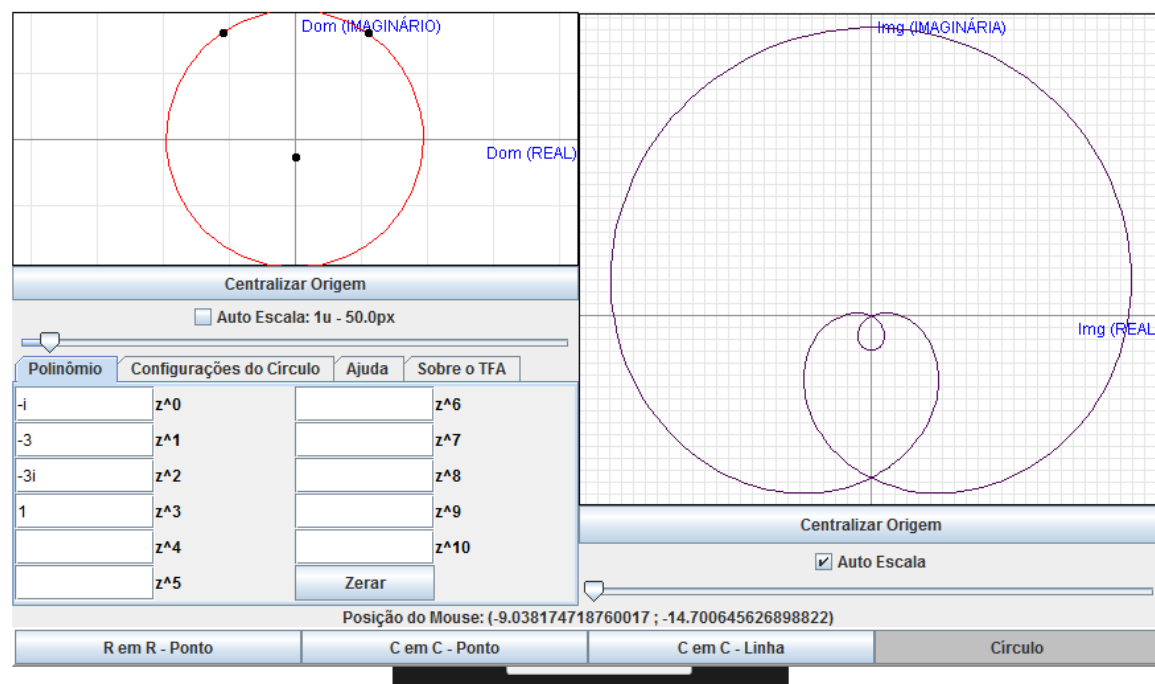 Dom (IMAGINÁRIO)
Dom (REAL)
Img (IMAGINÁRIA)
Img (REAL
Centralizar Origem
Auto Escala: 1u - 50.0px
Polinômio Configurações do Círculo Ajuda Sobre o TFA
-i z^0 z^6
-3 z^1 z^7
-3i z^2 z^8
1 z^3 z^9
z^4 z^10
z^5 Zerar
Centralizar Origem
Auto Escala
Posição do Mouse: (-9.038174718760017 ; -14.700645626898822)
R em R - Ponto C em C - Ponto C em C - Linha Círculo